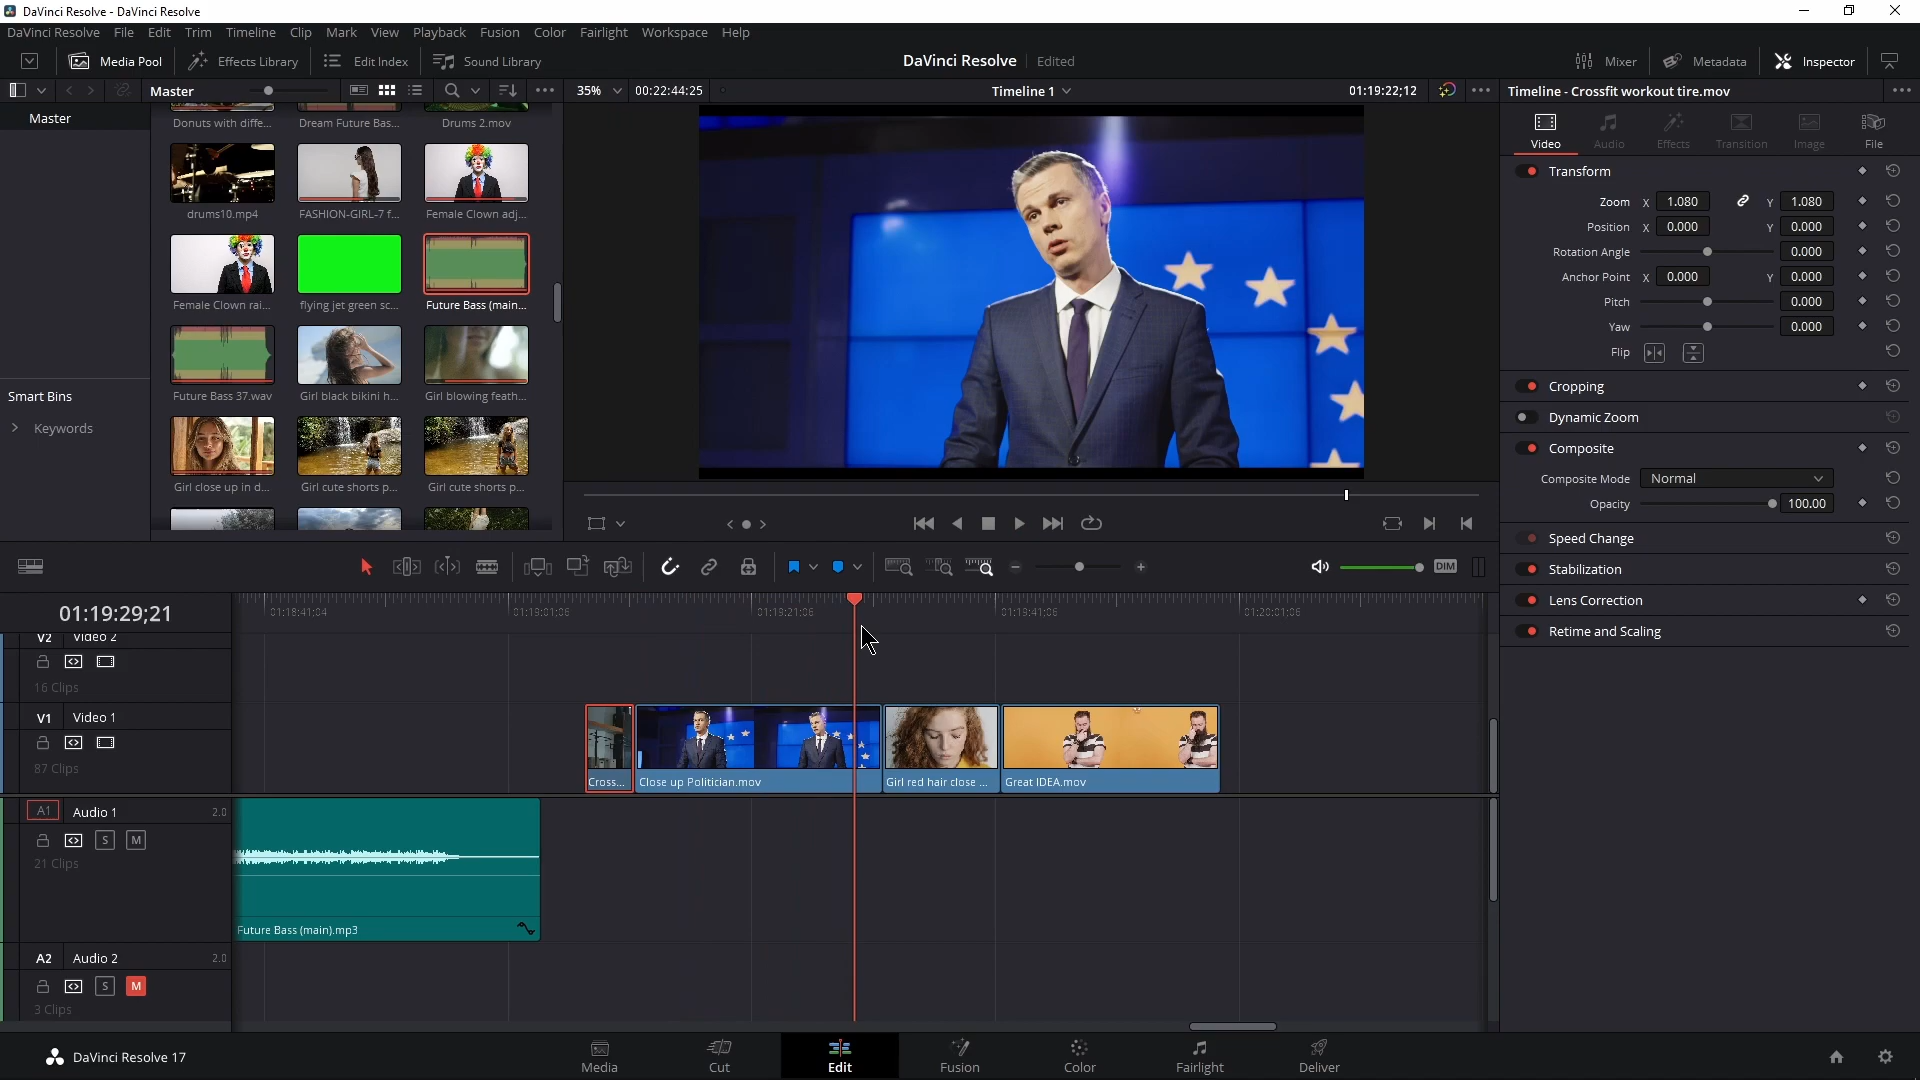 DaVinci Resolve - DaVinci Resolve
DaVinci Resolve File Edit Trim Timeline Clip Mark View Playback Fusion Color Fairlight Workspace Help
Media Pool Effects Library Edit Index Sound Library DaVinci Resolve Edited Mixer Metadata Inspector
Master 35% 00:22:44:25 Timeline 1 01:19:22;12 Timeline - Crossfit workout tire.mov
Master
Donuts with diffe... Dream Future Bas... Drums 2.mov
Video Audio Effects Transition Image File
Transform
Zoom X 1.080 Y 1.080
drums10.mp4 FASHION-GIRL-7 f... Female Clown adj...
Position X 0.000 Y 0.000
Rotation Angle 0.000
Anchor Point X 0.000 Y 0.000
Pitch 0.000
Female Clown rai... flying jet green sc... Future Bass (main...
Yaw 0.000
Flip
Cropping
Smart Bins
Future Bass 37.wav Girl black bikini h... Girl blowing feath...
Dynamic Zoom
Keywords
Composite
Composite Mode Normal
Girl close up in d... Girl cute shorts p... Girl cute shorts p...
Opacity 100.00
Speed Change
DIM
Stabilization
Lens Correction
01:19:29;21
01:18:41;04 01:19:01;06 01:19:21;06 01:19:41;06 01:20:01;06
Retime and Scaling
V2 Video 2
16 Clips
V1 Video 1
87 Clips
Cross... Close up Politician.mov Girl red hair close ... Great IDEA.mov
A1 Audio 1 2.0
S M
21 Clips
Future Bass (main).mp3
A2 Audio 2 2.0
S M
3 Clips
DaVinci Resolve 17
Media Cut Edit Fusion Color Fairlight Deliver